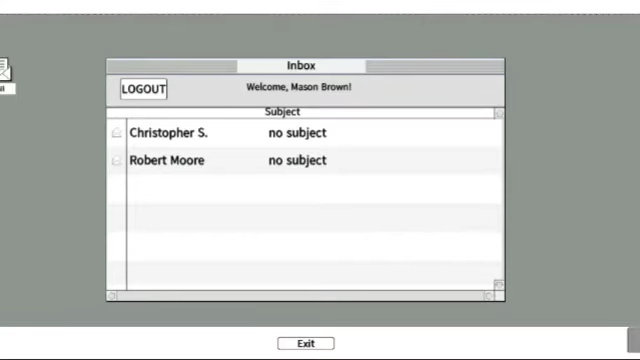 Inbox
LOGOUT
Welcome, Mason Brown!
Subject
Christopher S. no subject
Robert Moore no subject
Exit